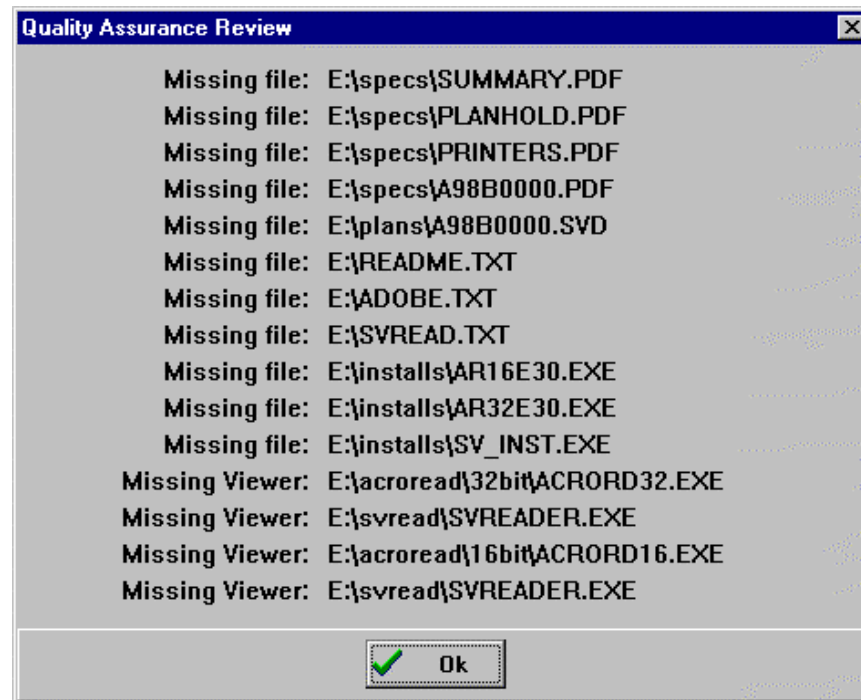 Quality Assurance Review
Missing file: E:\specs\SUMMARY.PDF
Missing file: E:\specs\PLANHOLD.PDF
Missing file: E:\specs\PRINTERS.PDF
Missing file: E:\specs\A98B0000.PDF
Missing file: E:\plans\A98B0000.SVD
Missing file: E:\README.TXT
Missing file: E:\ADOBE.TXT
Missing file: E:\SVREAD.TXT
Missing file: E:\installs\AR16E30.EXE
Missing file: E:\installs\AR32E30.EXE
Missing file: E:\installs\SV_INST.EXE
Missing Viewer: E:\acroread\32bit\ACRORD32.EXE
Missing Viewer: E:\svread\SVREADER.EXE
Missing Viewer: E:\acroread\16bit\ACRORD16.EXE
Missing Viewer: E:\svread\SVREADER.EXE
Ok